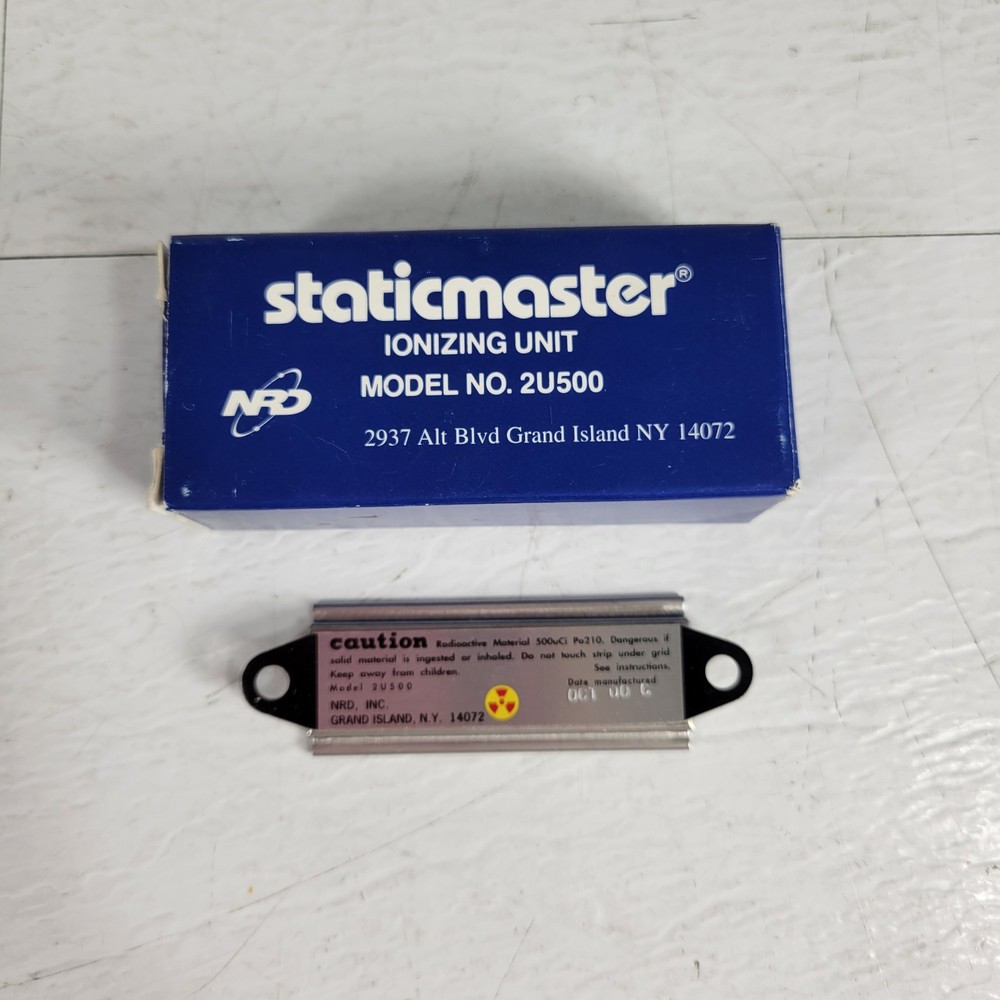 staticmaster®
IONIZING UNIT
MODEL NO. 2U500
NRD
2937 Alt Blvd Grand Island NY 14072
caution Radioactive Material 500uCi Po210. Dangerous if
solid material is ingested or inhaled. Do not touch strip under grid
Keep away from children. See instructions.
Model 2U500 Date manufactured:
OCT 00 C
NRD, INC.
GRAND ISLAND, N.Y. 14072